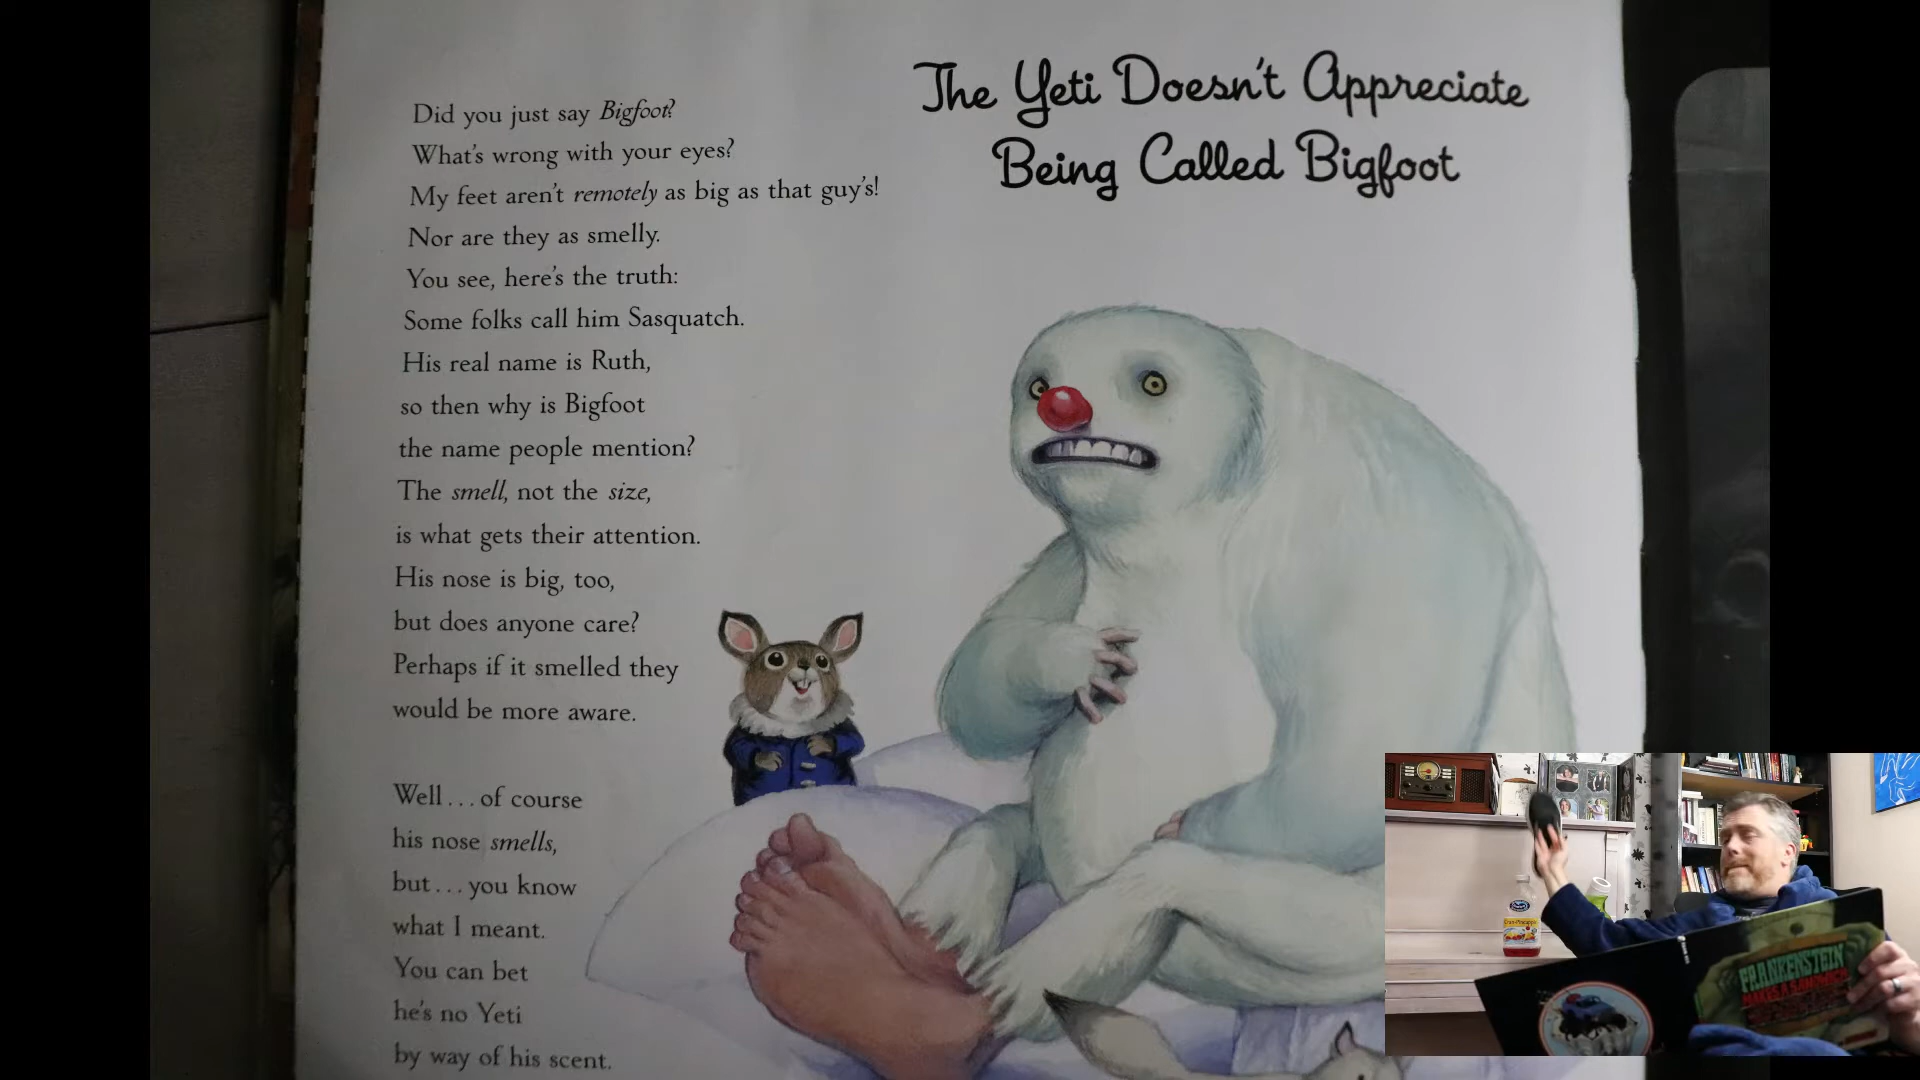 The Yeti Doesn't Appreciate
Being Called Bigfoot
Did you just say Bigfoot?
What's wrong with your eyes?
My feet aren't remotely as big as that guy's!
Nor are they as smelly.
You see, here's the truth:
Some folks call him Sasquatch.
His real name is Ruth,
so then why is Bigfoot
the name people mention?
The smell, not the size,
is what gets their attention.
His nose is big, too,
but does anyone care?
Perhaps if it smelled they
would be more aware.
Well... of course
his nose smells,
but... you know
what I meant.
You can bet
he's no Yeti
by way of his scent.
FRANKENSTEIN
MAKES A SANDWICH